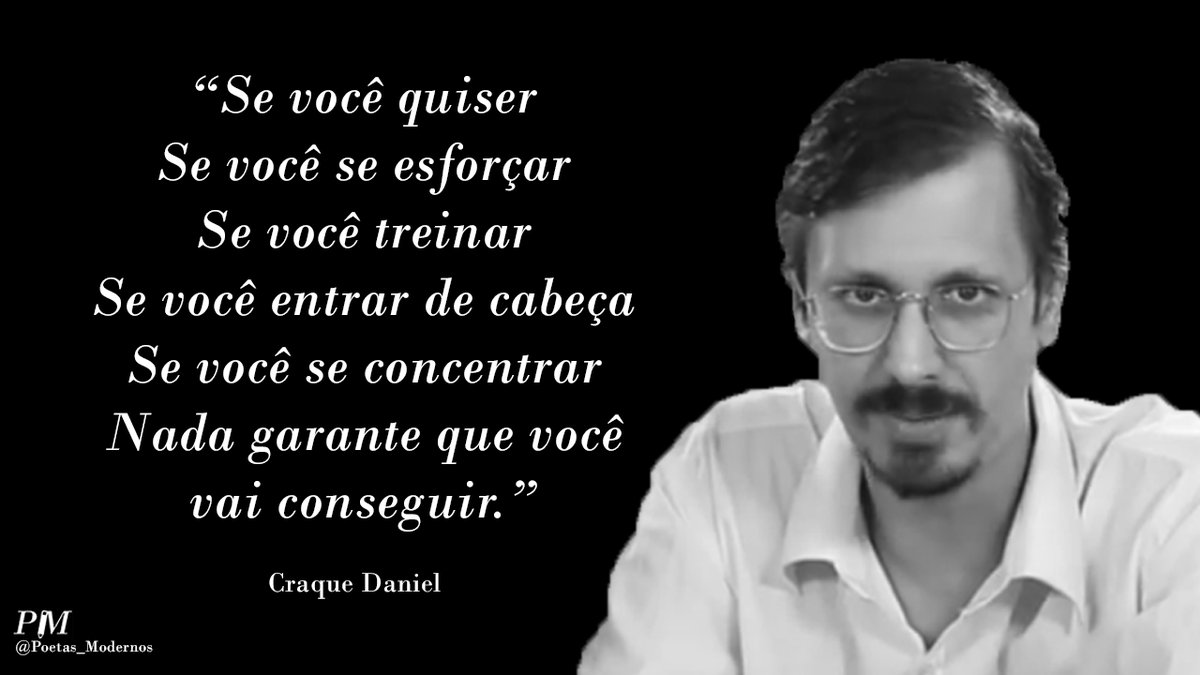 “Se você quiser
Se você se esforçar
Se você treinar
Se você entrar de cabeça
Se você se concentrar
Nada garante que você
vai conseguir.”
Craque Daniel
PM
@Poetas_Modernos